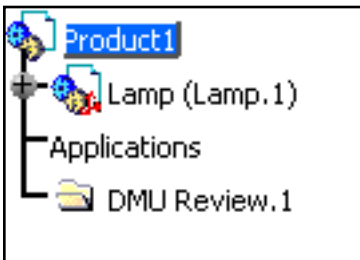 Product1
Lamp (Lamp.1)
Applications
DMU Review.1